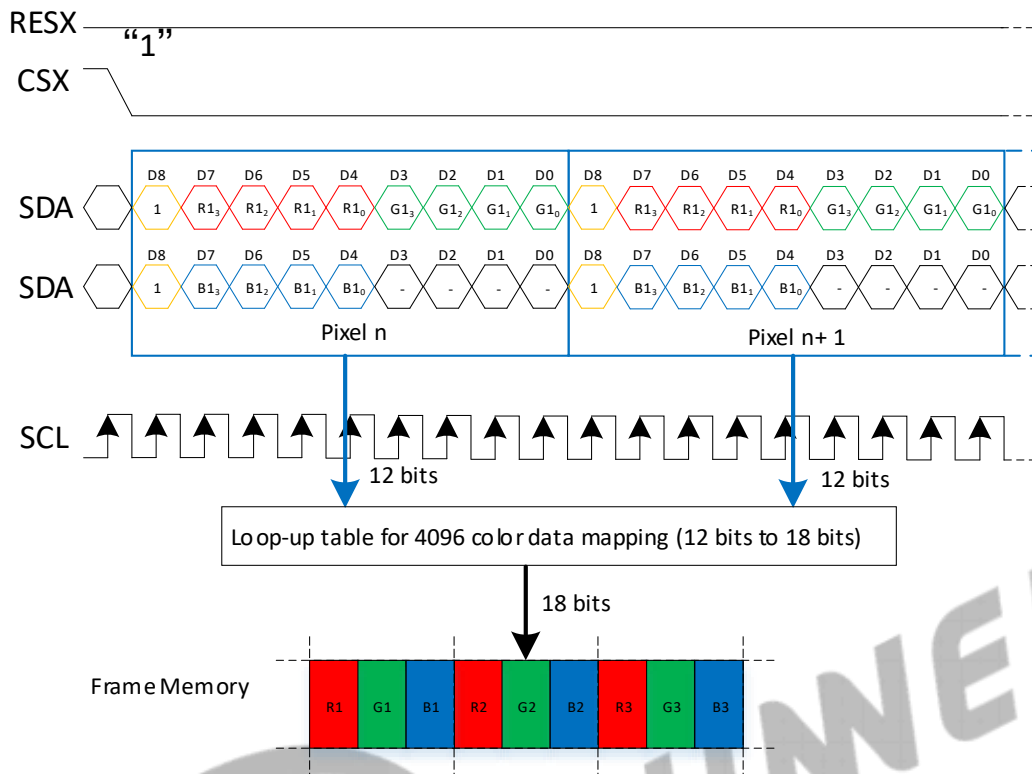 RESX
“1”
CSX
D8 D7 D6 D5 D4 D3 D2 D1 D0 D8 D7 D6 D5 D4 D3 D2 D1 D0
SDA 1 R1₃ R1₂ R1₁ R1₀ G1₃ G1₂ G1₁ G1₀ 1 R1₃ R1₂ R1₁ R1₀ G1₃ G1₂ G1₁ G1₀
D8 D7 D6 D5 D4 D3 D2 D1 D0 D8 D7 D6 D5 D4 D3 D2 D1 D0
SDA 1 B1₃ B1₂ B1₁ B1₀ - - - - 1 B1₃ B1₂ B1₁ B1₀ - - - -
Pixel n Pixel n+ 1
SCL
12 bits 12 bits
Loop-up table for 4096 color data mapping (12 bits to 18 bits)
18 bits
Frame Memory
R1 G1 B1 R2 G2 B2 R3 G3 B3